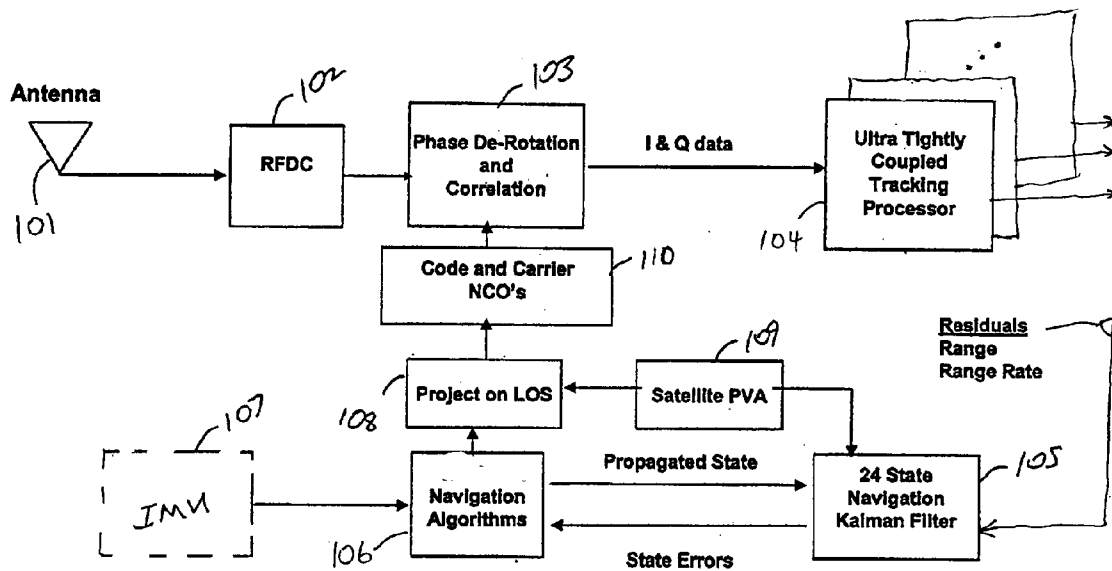 Antenna
101
102
RFDC
103
Phase De-Rotation
and
Correlation
I & Q data
Ultra Tightly
Coupled
Tracking
Processor
104
Code and Carrier
NCO's
110
Residuals
Range
Range Rate
109
Project on LOS
108
Satellite PVA
107
IMU
Navigation
Algorithms
106
Propagated State
State Errors
24 State
Navigation
Kalman Filter
105